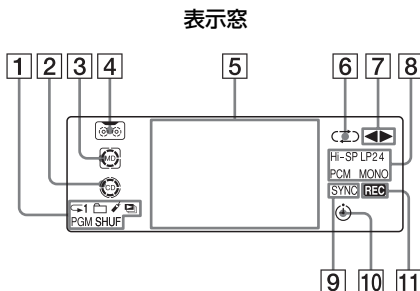 表示窓
1 2 3 4 5 6 7 8
MD
CD
1
PGM SHUF
Hi-SP LP24
PCM MONO
SYNC REC
9 10 11